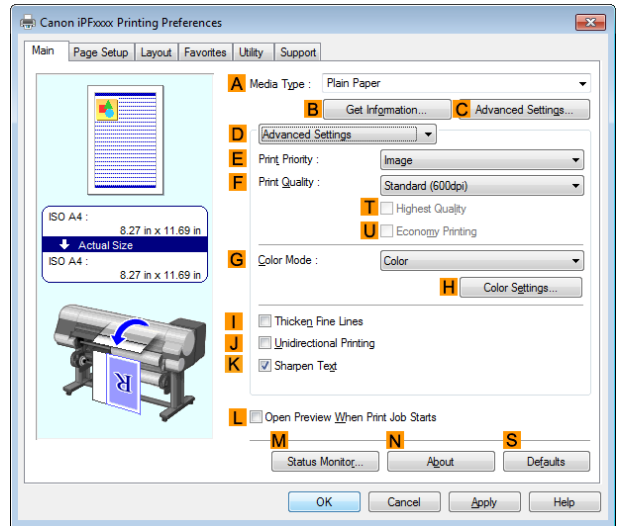 Canon iPFxxxx Printing Preferences
Main Page Setup Layout Favorites Utility Support
A Media Type : Plain Paper
B Get Information... C Advanced Settings...
D Advanced Settings
E Print Priority : Image
F Print Quality : Standard (600dpi)
T Highest Quality
U Economy Printing
ISO A4 :
8.27 in x 11.69 in
Actual Size
ISO A4 :
8.27 in x 11.69 in
G Color Mode : Color
H Color Settings...
I Thicken Fine Lines
J Unidirectional Printing
K Sharpen Text
R
L Open Preview When Print Job Starts
M N S
Status Monitor... About Defaults
OK Cancel Apply Help